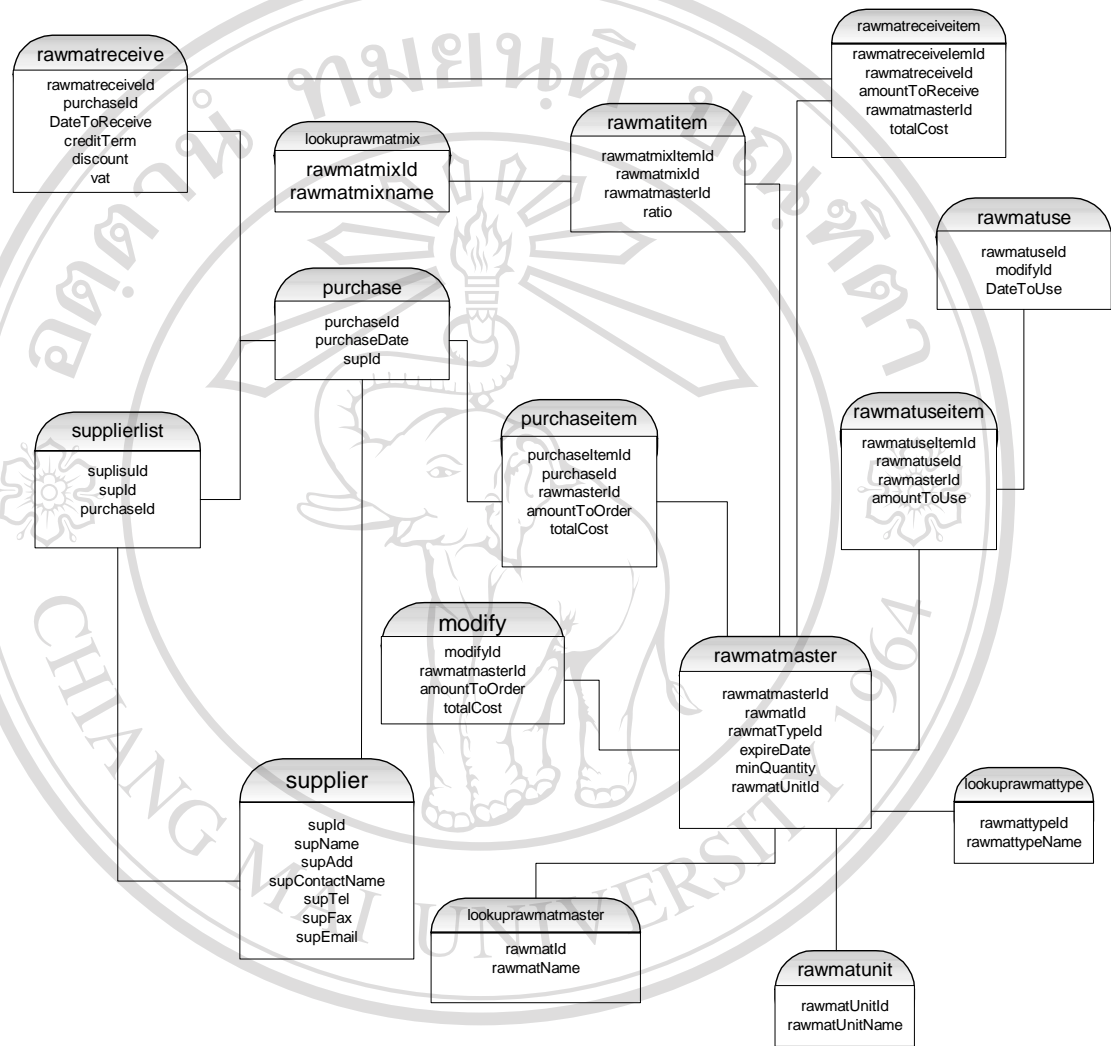 rawmatreceive
rawmatreceiveId
purchaseId
DateToReceive
creditTerm
discount
vat
rawmatreceiveitem
rawmatreceiveIemId
rawmatreceiveId
amountToReceive
rawmatmasterId
totalCost
lookuprawmatmix
rawmatmixId
rawmatmixname
rawmatitem
rawmatmixItemId
rawmatmixId
rawmatmasterId
ratio
rawmatuse
rawmatuseId
modifyId
DateToUse
purchase
purchaseId
purchaseDate
supId
supplierlist
suplisuId
supId
purchaseId
purchaseitem
purchaseItemId
purchaseId
rawmasterId
amountToOrder
totalCost
rawmatuseitem
rawmatuseItemId
rawmatuseId
rawmasterId
amountToUse
modify
modifyId
rawmatmasterId
amountToOrder
totalCost
rawmatmaster
rawmatmasterId
rawmatId
rawmatTypeId
expireDate
minQuantity
rawmatUnitId
supplier
supId
supName
supAdd
supContactName
supTel
supFax
supEmail
lookuprawmattype
rawmattypeId
rawmattypeName
lookuprawmatmaster
rawmatId
rawmatName
rawmatunit
rawmatUnitId
rawmatUnitName
CHIANG MAI UNIVERSITY 1964